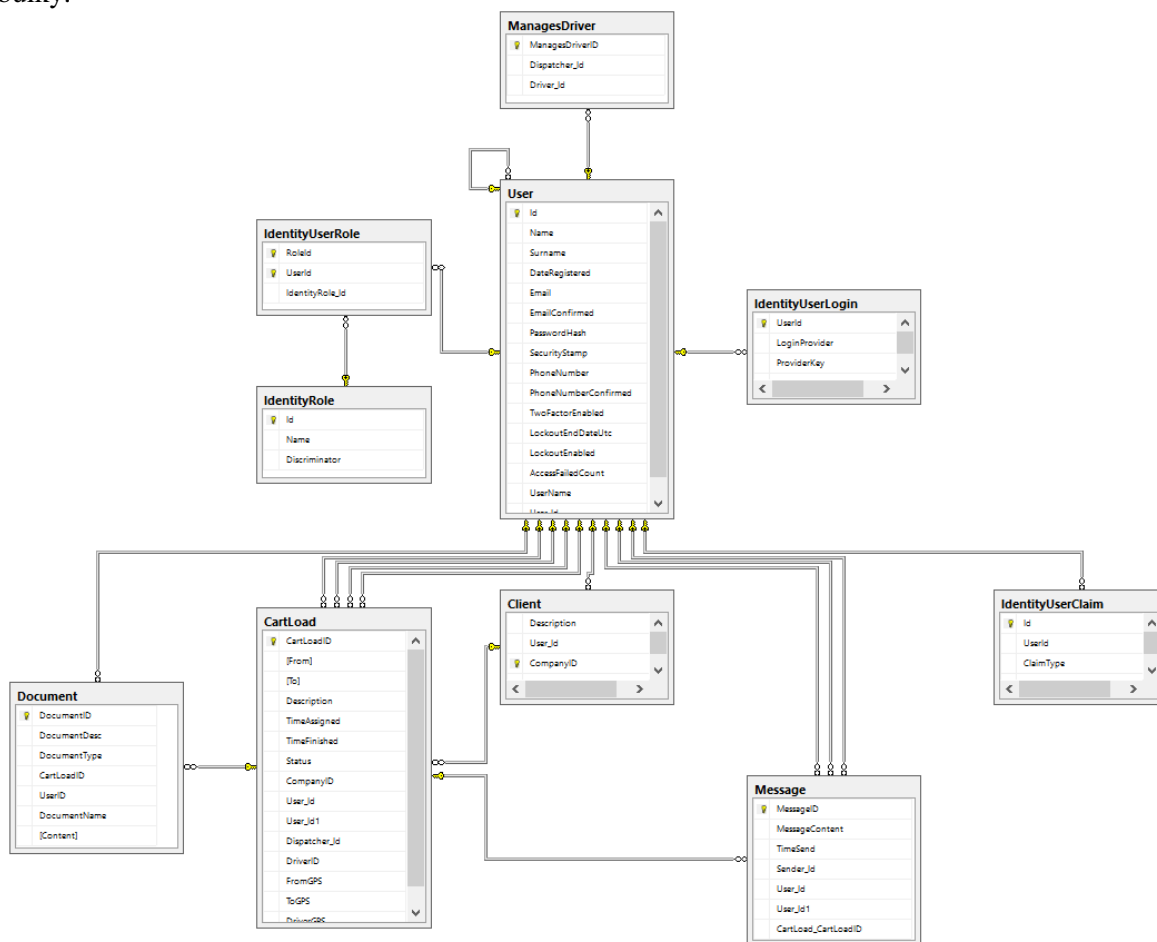 ManagesDriver
ManagesDriverID
Dispatcher_Id
Driver_Id
User
Id
Name
Surname
DateRegistered
Email
EmailConfirmed
PasswordHash
SecurityStamp
PhoneNumber
PhoneNumberConfirmed
TwoFactorEnabled
LockoutEndDateUtc
LockoutEnabled
AccessFailedCount
UserName
User_Id
IdentityUserRole
RoleId
UserId
IdentityRole_Id
IdentityRole
Id
Name
Discriminator
IdentityUserLogin
UserId
LoginProvider
ProviderKey
Document
DocumentID
DocumentDesc
DocumentType
CartLoadID
UserID
DocumentName
[Content]
CartLoad
CartLoadID
[From]
[To]
Description
TimeAssigned
TimeFinished
Status
CompanyID
User_Id
User_Id1
Dispatcher_Id
DriverID
FromGPS
ToGPS
DriverGPS
Client
Description
User_Id
CompanyID
Message
MessageID
MessageContent
TimeSend
Sender_Id
User_Id
User_Id1
CartLoad_CartLoadID
IdentityUserClaim
Id
UserId
ClaimType